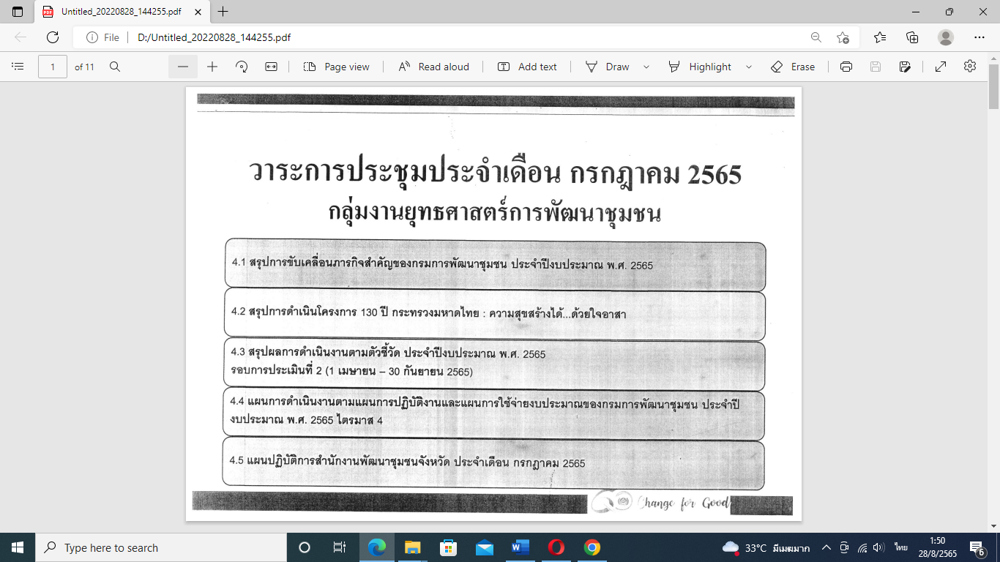 Untitled_20220828_144255.pdf
File
D:/Untitled_20220828_144255.pdf
1
of 11
Page view
Read aloud
Add text
Draw
Highlight
Erase
วาระการประชุมประจำเดือน กรกฎาคม 2565
กลุ่มงานยุทธศาสตร์การพัฒนาชุมชน
4.1 สรุปการขับเคลื่อนภารกิจสำคัญของกรมการพัฒนาชุมชน ประจำปีงบประมาณ พ.ศ. 2565
4.2 สรุปการดำเนินโครงการ 130 ปี กระทรวงมหาดไทย : ความสุขสร้างได้...ด้วยใจอาสา
4.3 สรุปผลการดำเนินงานตามตัวชี้วัด ประจำปีงบประมาณ พ.ศ. 2565
รอบการประเมินที่ 2 (1 เมษายน – 30 กันยายน 2565)
4.4 แผนการดำเนินงานตามแผนการปฏิบัติงานและแผนการใช้จ่ายงบประมาณของกรมการพัฒนาชุมชน ประจำปี
งบประมาณ พ.ศ. 2565 ไตรมาส 4
4.5 แผนปฏิบัติการสำนักงานพัฒนาชุมชนจังหวัด ประจำเดือน กรกฎาคม 2565
Change for Good
Type here to search
33°C มีเมฆมาก
ไทย
1:50
28/8/2565
6